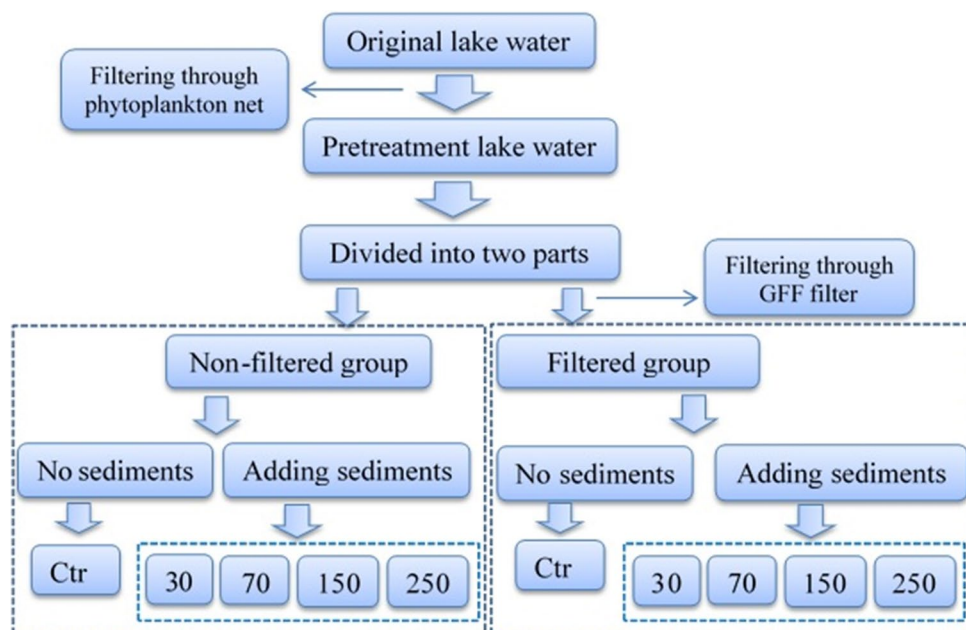 Original lake water
Filtering through
phytoplankton net
Pretreatment lake water
Divided into two parts
Filtering through
GFF filter
Non-filtered group
No sediments
Adding sediments
Ctr
30
70
150
250
Filtered group
No sediments
Adding sediments
Ctr
30
70
150
250